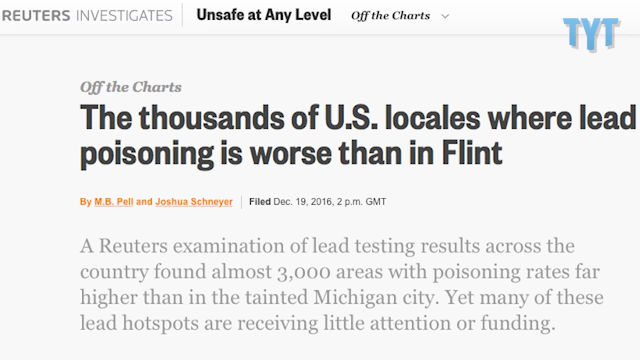 REUTERS INVESTIGATES Unsafe at Any Level Off the Charts
TYT
Off the Charts
The thousands of U.S. locales where lead
poisoning is worse than in Flint
By M.B. Pell and Joshua Schneyer Filed Dec. 19, 2016, 2 p.m. GMT
A Reuters examination of lead testing results across the
country found almost 3,000 areas with poisoning rates far
higher than in the tainted Michigan city. Yet many of these
lead hotspots are receiving little attention or funding.